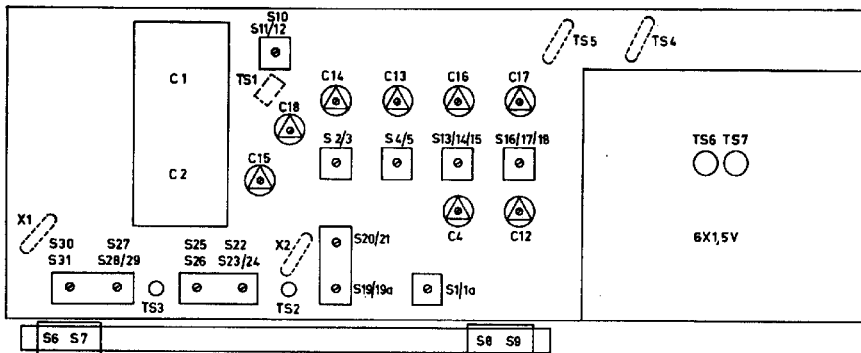 S10
S11/12
TS5
TS4
C1
TS1
C14
C13
C16
C17
C18
S2/3
S4/5
S13/14/15
S16/17/18
TS6
TS7
C15
C2
X1
C4
C12
6X1,5V
S30
S27
S25
S22
X2
S20/21
S31
S28/29
S26
S23/24
TS3
TS2
S19/19a
S1/1a
S6 S7
S8 S9